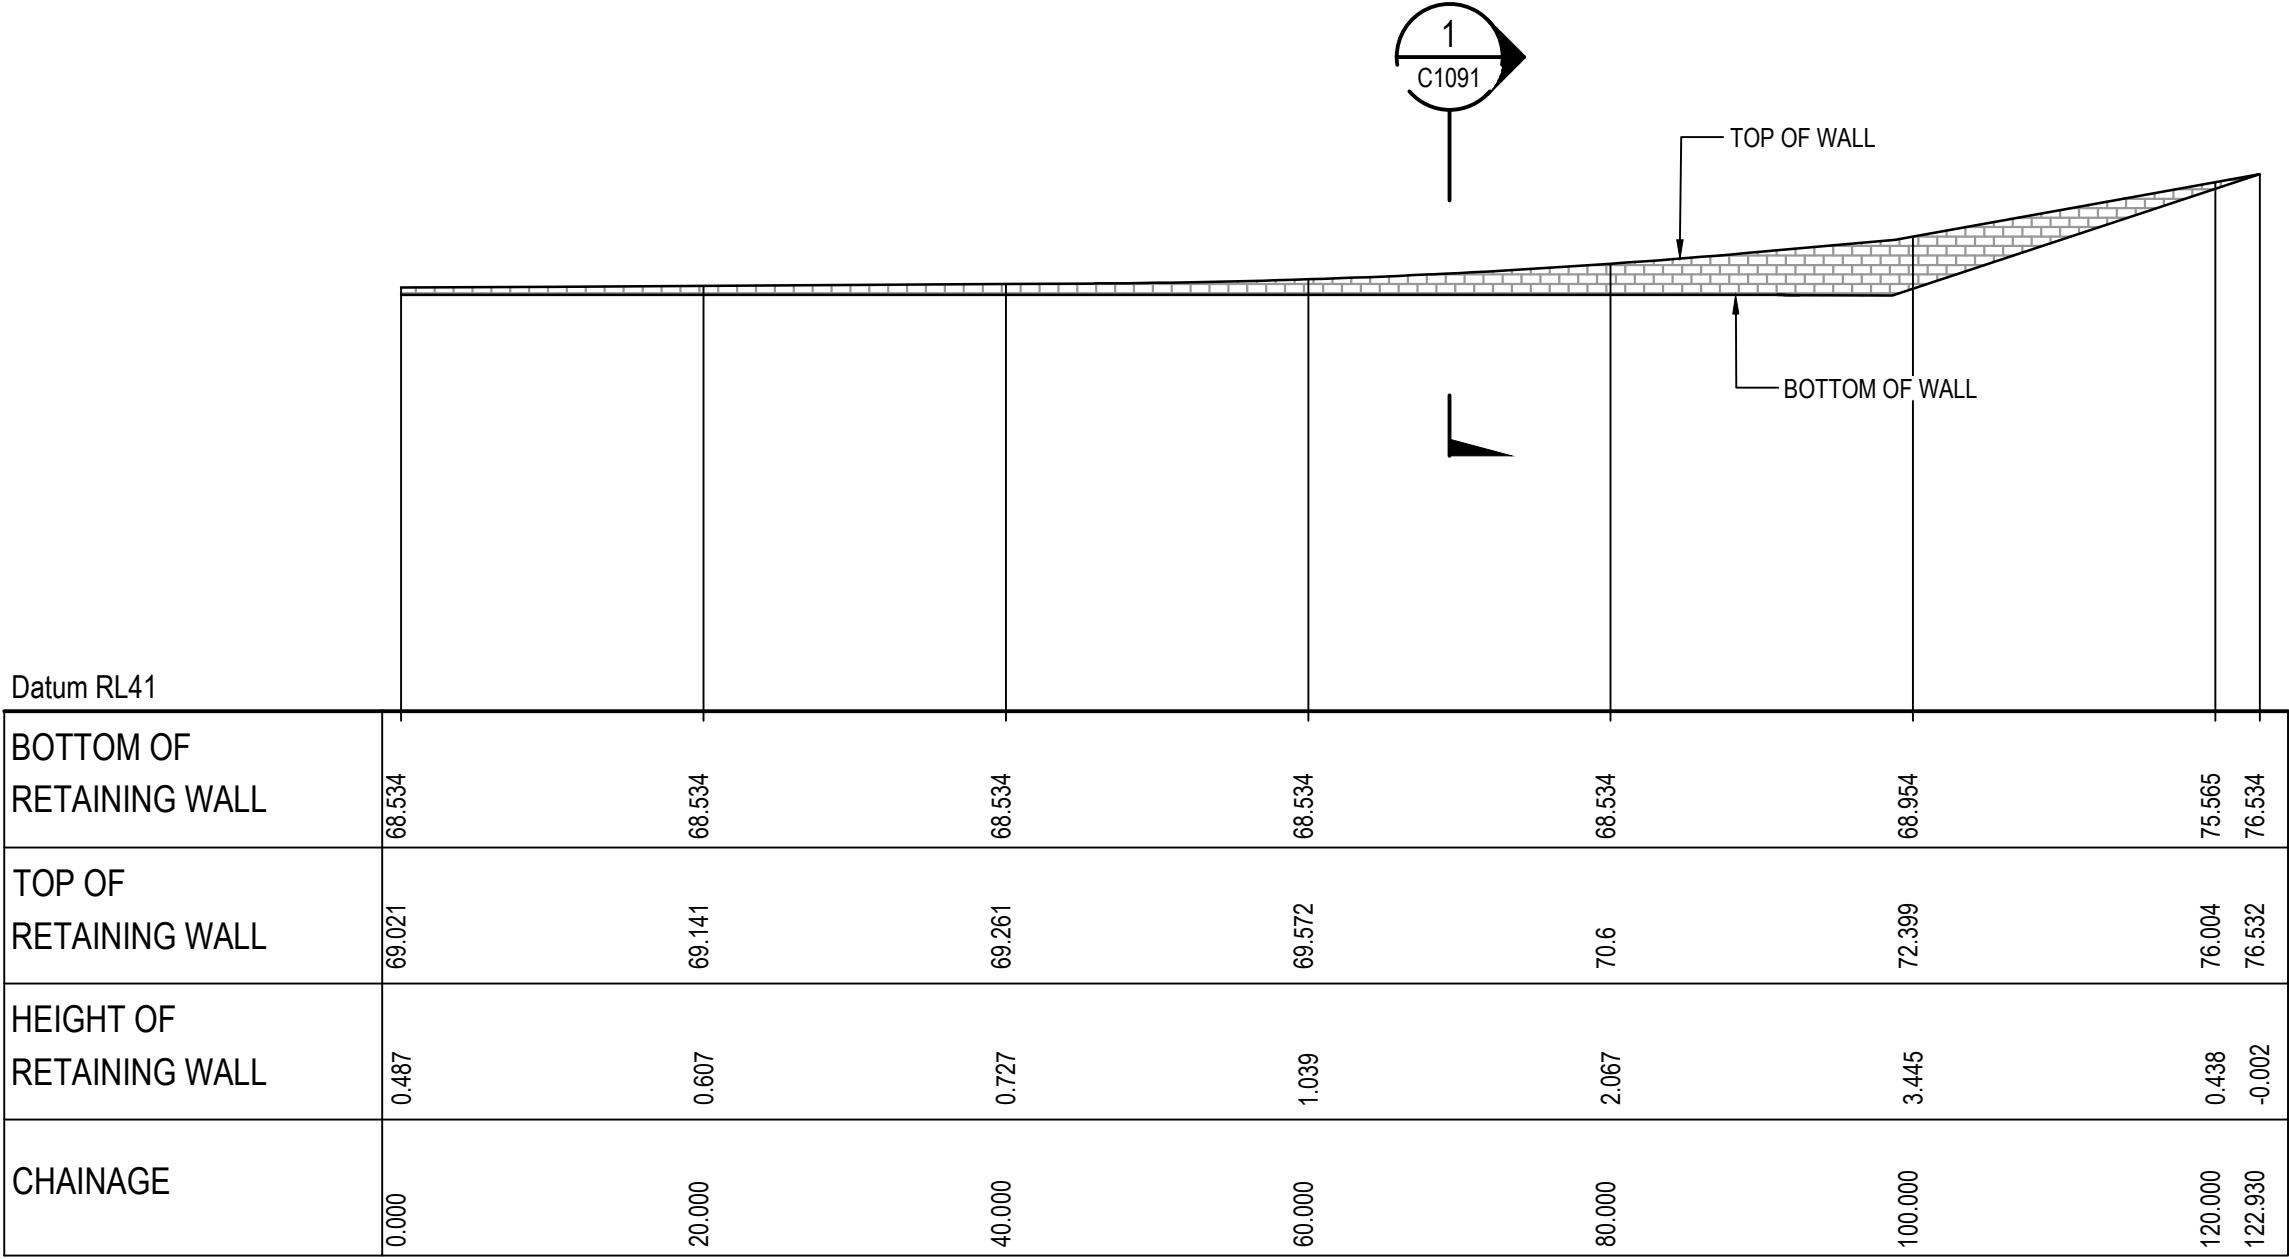 1
C1091
TOP OF WALL
BOTTOM OF WALL
Datum RL41
BOTTOM OF
RETAINING WALL
68.534 68.534 68.534 68.534 68.534 68.954 75.565 76.534
TOP OF
RETAINING WALL
69.021 69.141 69.261 69.572 70.6 72.399 76.004 76.532
HEIGHT OF
RETAINING WALL
0.487 0.607 0.727 1.039 2.067 3.445 0.438 -0.002
CHAINAGE
0.000 20.000 40.000 60.000 80.000 100.000 120.000 122.930